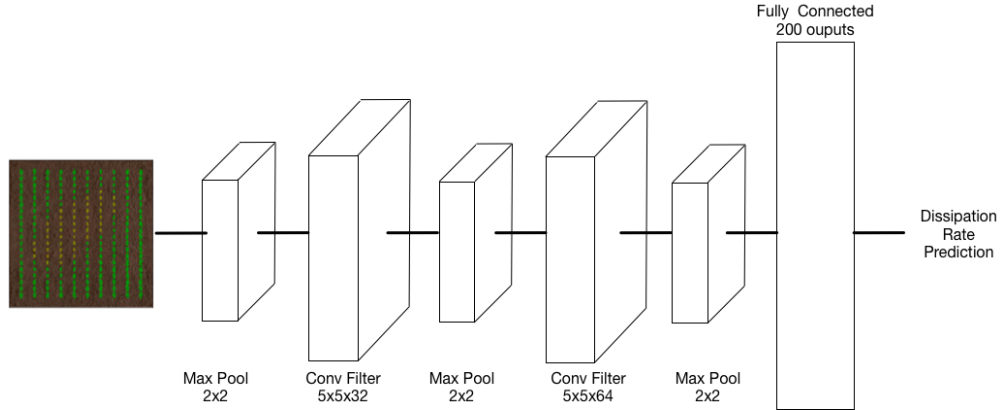 Fully Connected
200 ouputs
Dissipation
Rate
Prediction
Max Pool
2x2
Conv Filter
5x5x32
Max Pool
2x2
Conv Filter
5x5x64
Max Pool
2x2